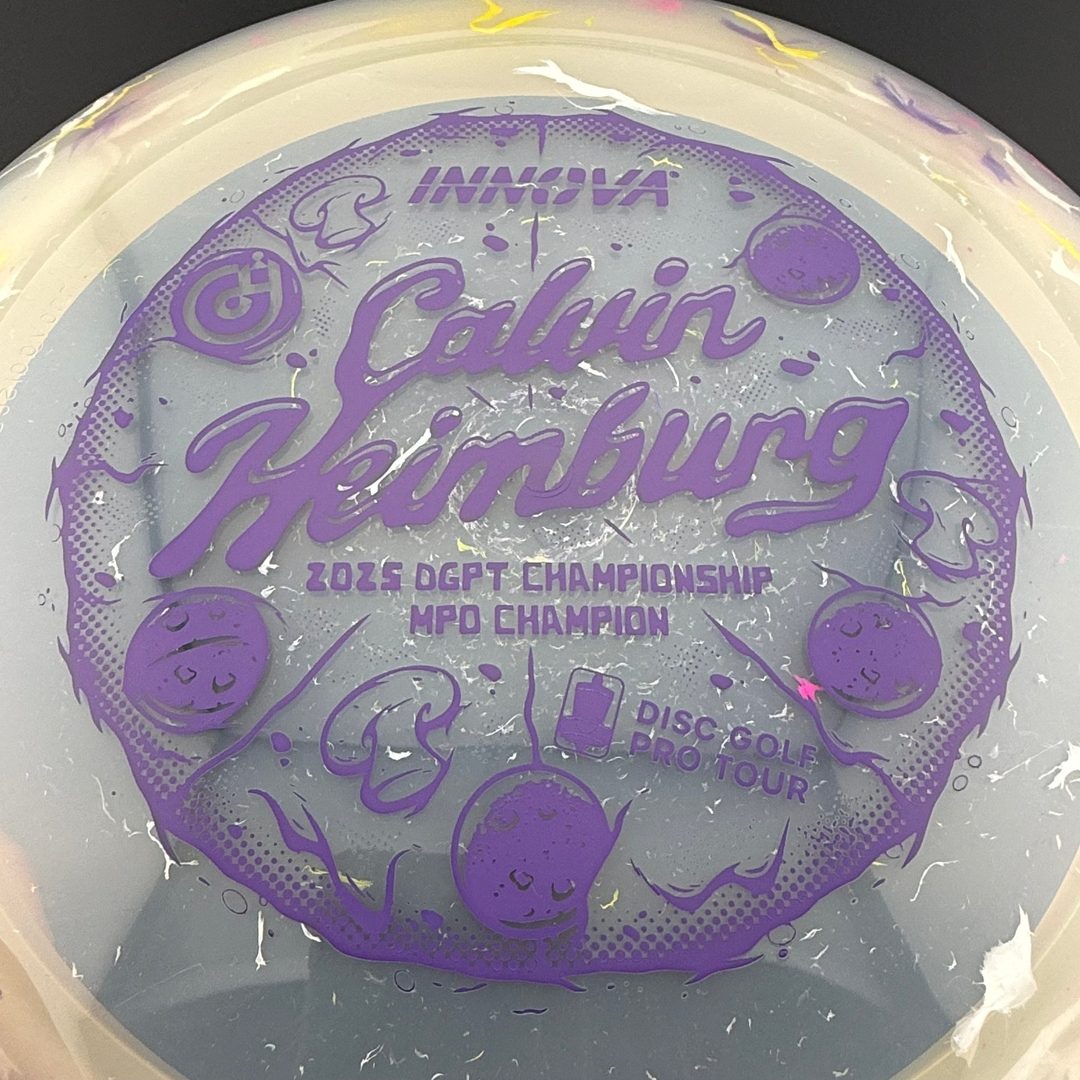 INNOVA
Calvin
Heimburg
2025 DGPT CHAMPIONSHIP
MPO CHAMPION
DISC GOLF
PRO TOUR